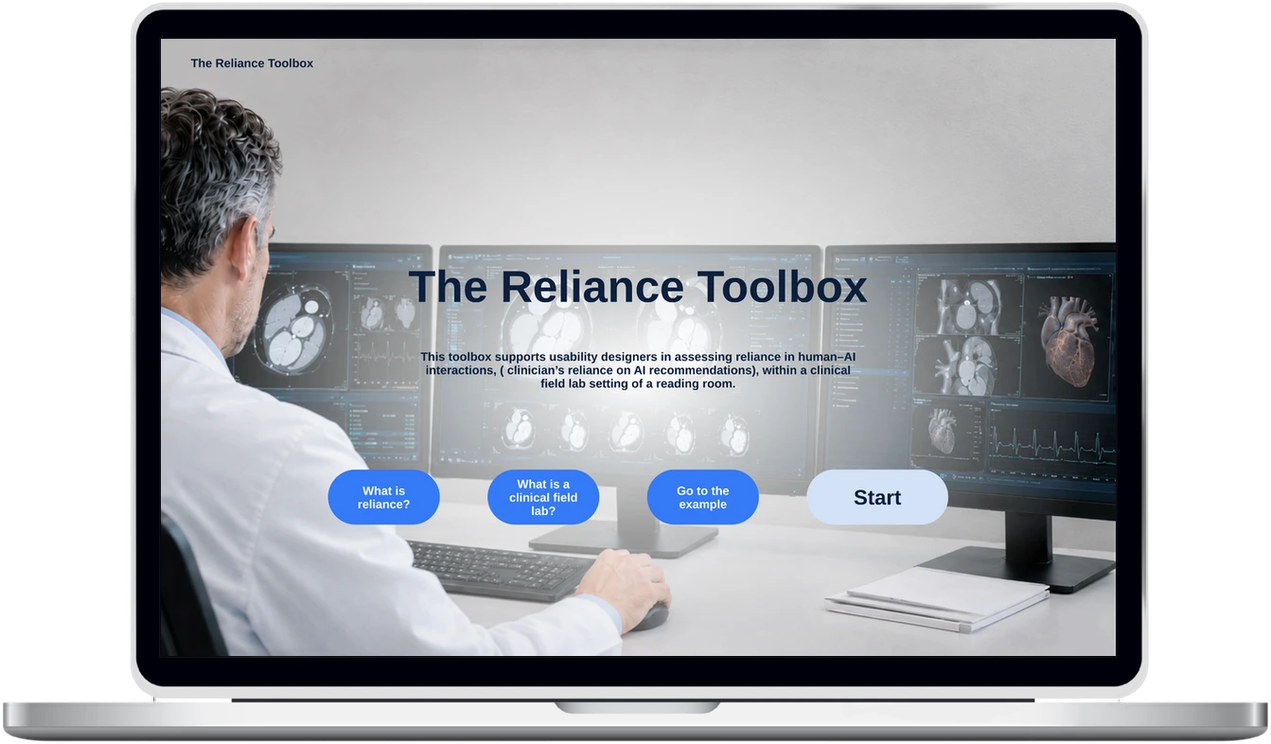 The Reliance Toolbox
The Reliance Toolbox
This toolbox supports usability designers in assessing reliance in human–AI
interactions, ( clinician’s reliance on AI recommendations), within a clinical
field lab setting of a reading room.
What is
reliance?
What is a
clinical field
lab?
Go to the
example
Start